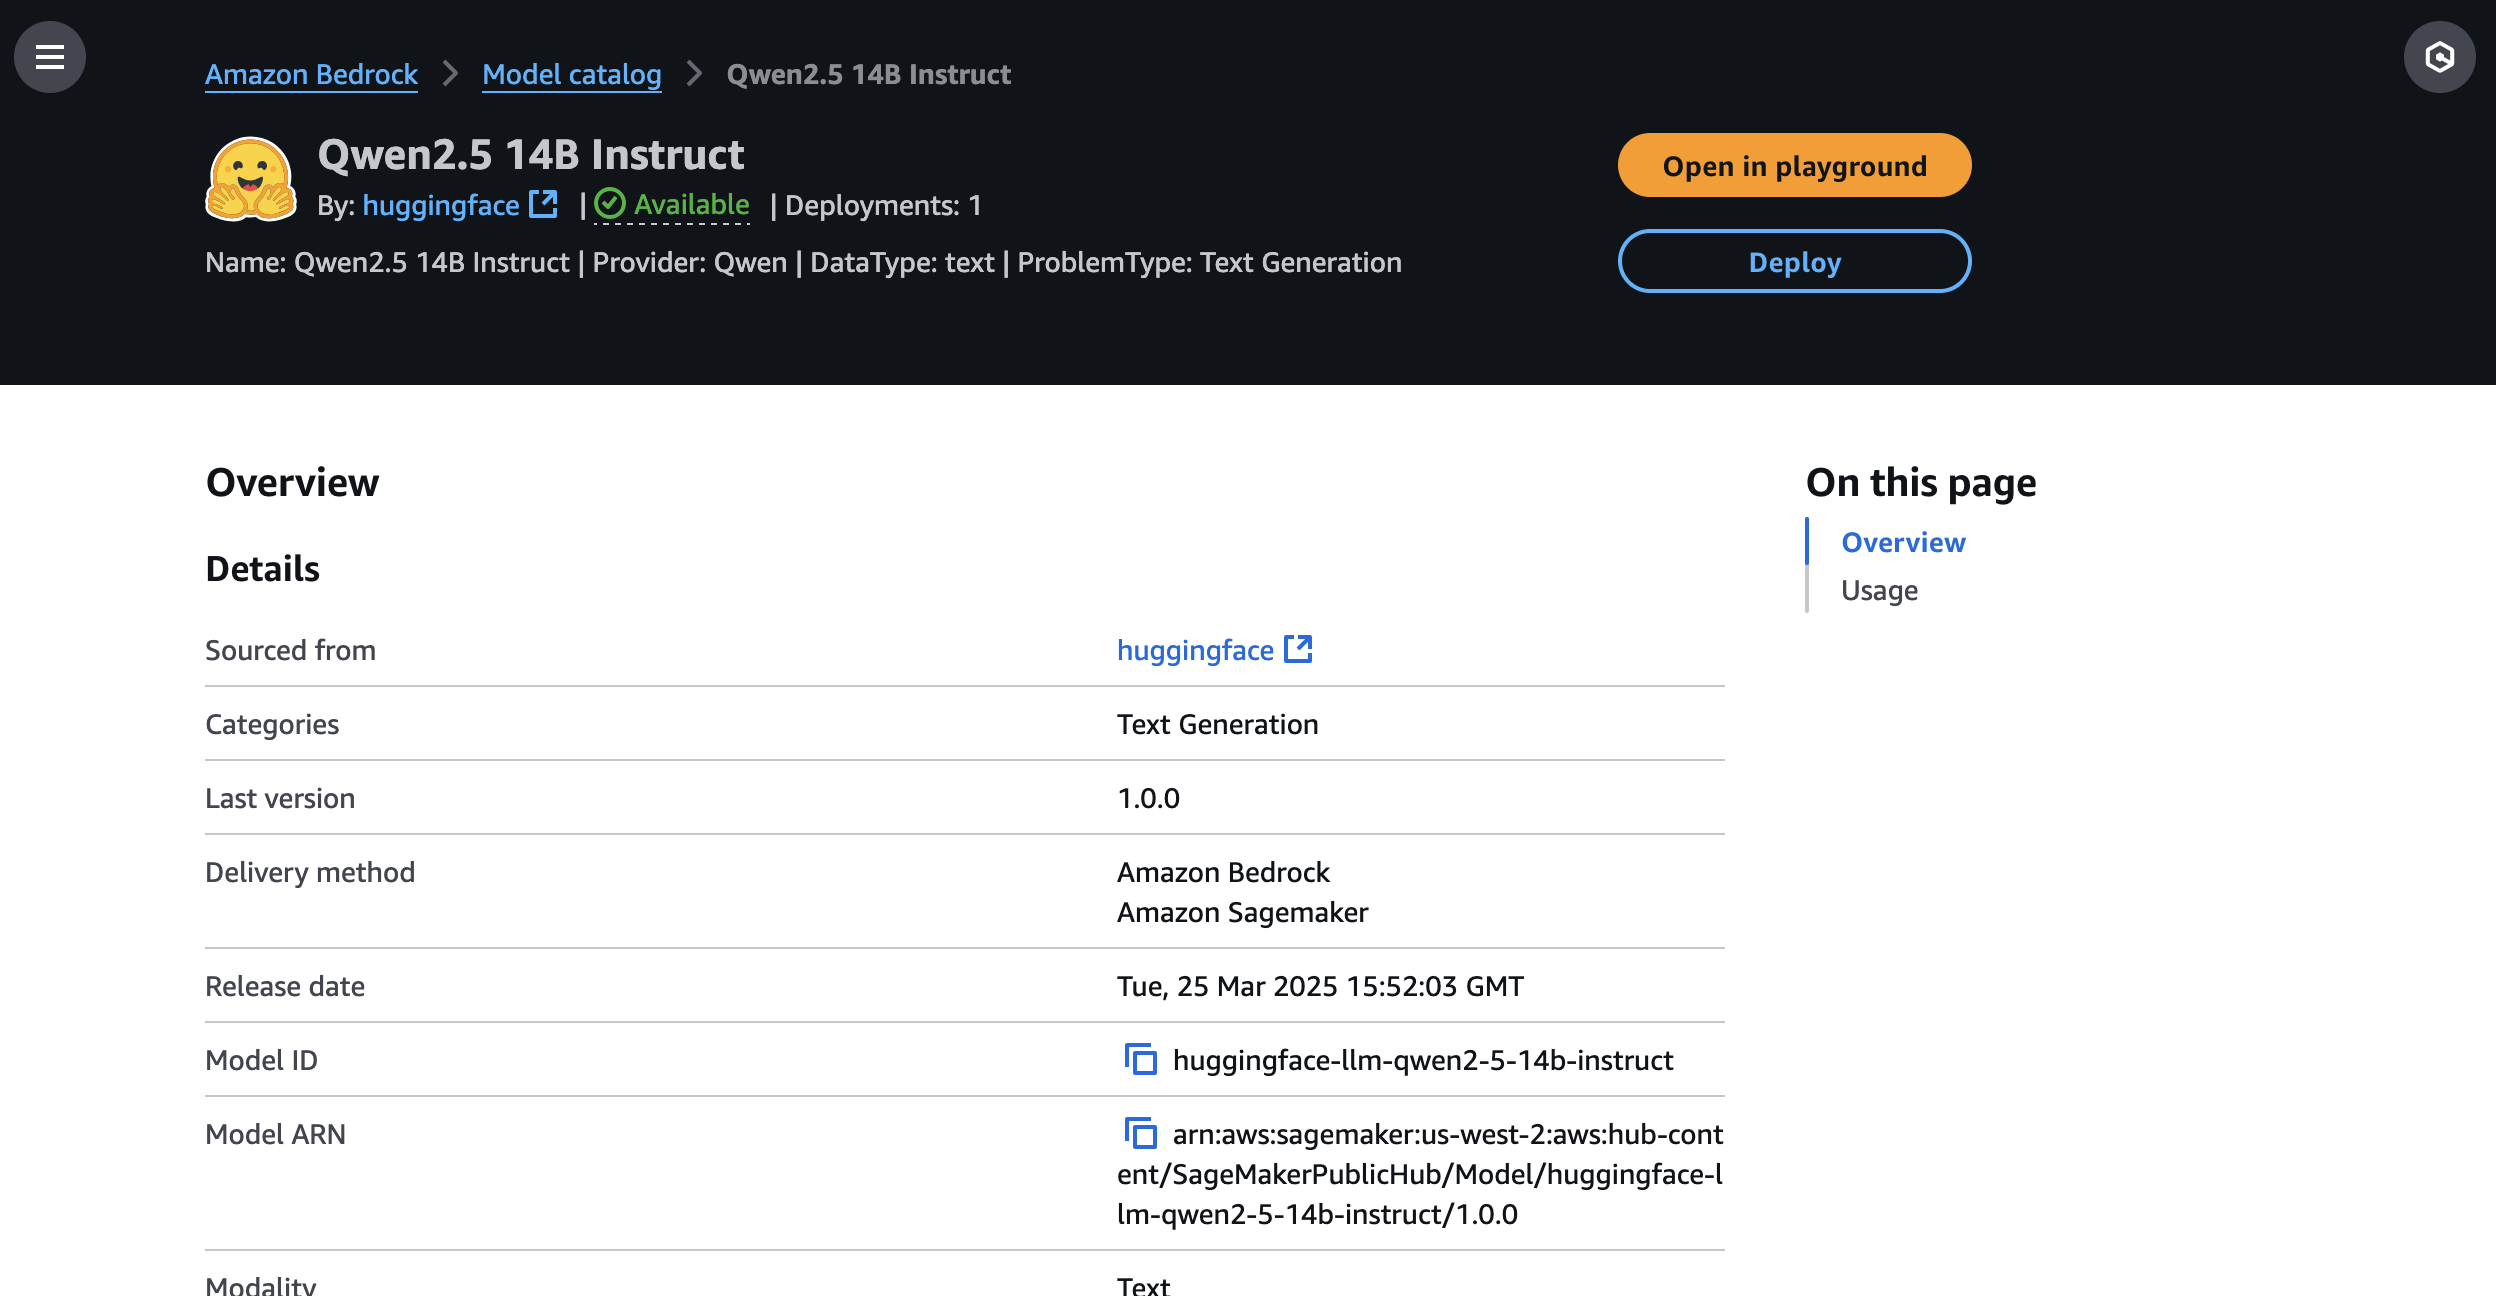 Amazon Bedrock > Model catalog > Qwen2.5 14B Instruct
Qwen2.5 14B Instruct
By: huggingface | Available | Deployments: 1
Name: Qwen2.5 14B Instruct | Provider: Qwen | DataType: text | ProblemType: Text Generation
Open in playground
Deploy
Overview
Details
Sourced from huggingface
Categories Text Generation
Last version 1.0.0
Delivery method Amazon Bedrock
Amazon Sagemaker
Release date Tue, 25 Mar 2025 15:52:03 GMT
Model ID huggingface-llm-qwen2-5-14b-instruct
Model ARN arn:aws:sagemaker:us-west-2:aws:hub-cont
ent/SageMakerPublicHub/Model/huggingface-l
lm-qwen2-5-14b-instruct/1.0.0
Modality Text
On this page
Overview
Usage